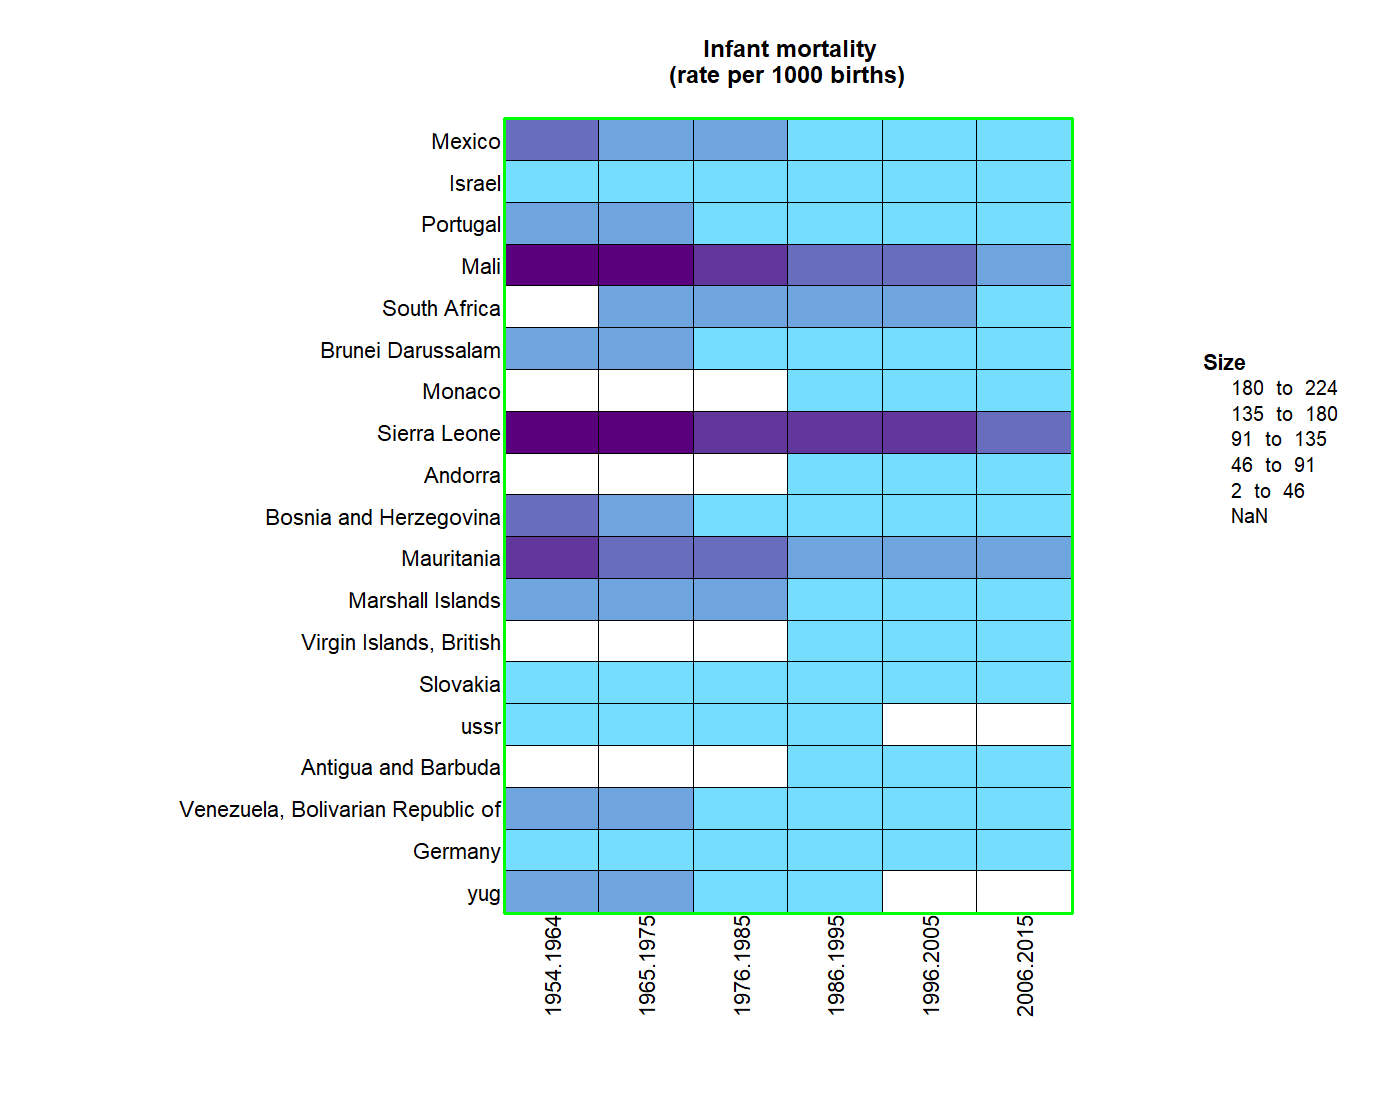 Infant mortality
(rate per 1000 births)
Mexico
Israel
Portugal
Mali
South Africa
Brunei Darussalam
Monaco
Sierra Leone
Andorra
Bosnia and Herzegovina
Mauritania
Marshall Islands
Virgin Islands, British
Slovakia
ussr
Antigua and Barbuda
Venezuela, Bolivarian Republic of
Germany
yug
1954.1964
1965.1975
1976.1985
1986.1995
1996.2005
2006.2015
Size
180 to 224
135 to 180
91 to 135
46 to 91
2 to 46
NaN